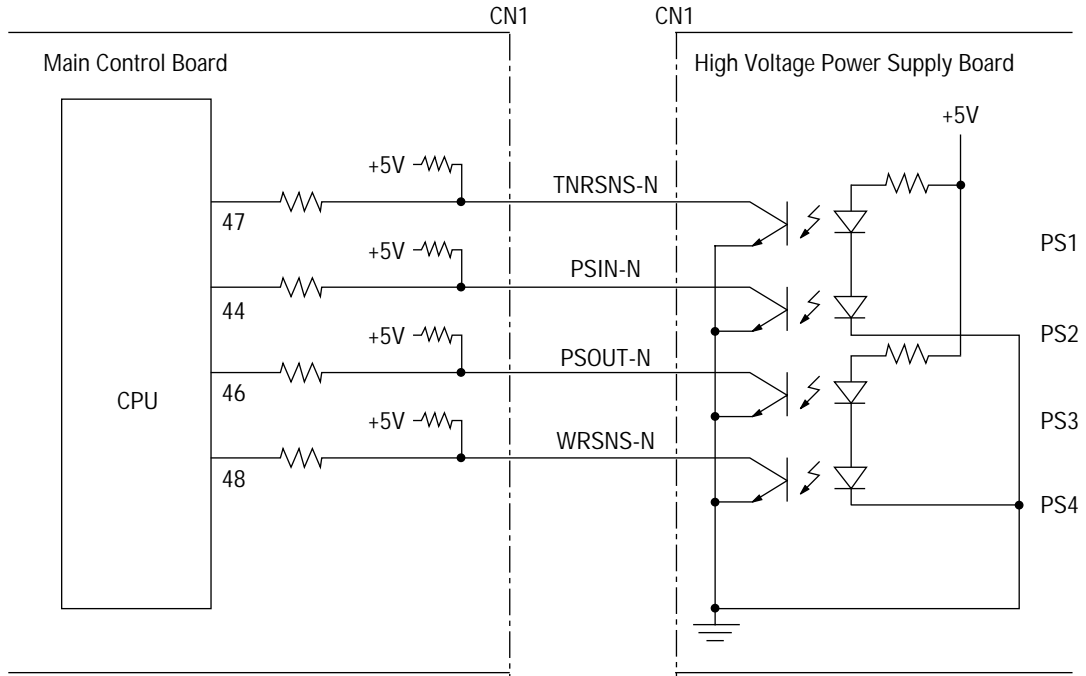 CN1 CN1
Main Control Board
High Voltage Power Supply Board
+5V
+5V
TNRSNS-N
47
PS1
+5V
PSIN-N
44
PS2
+5V
PSOUT-N
46
CPU
PS3
+5V
WRSNS-N
48
PS4